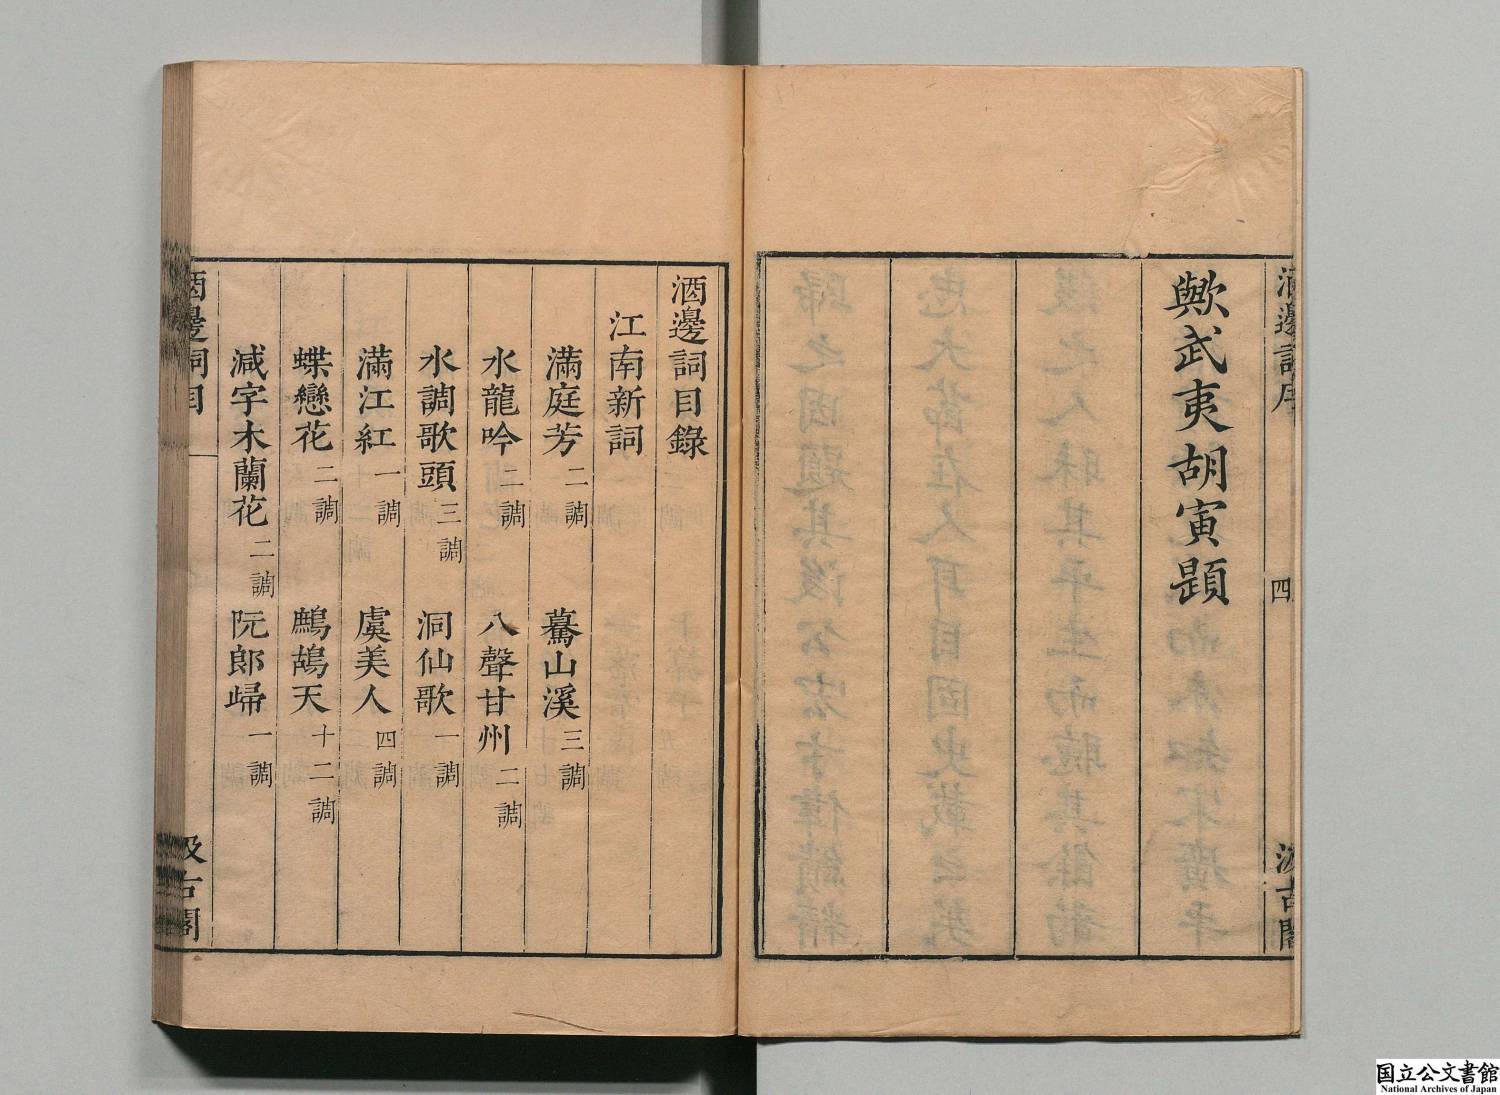 歟武夷胡寅題
酒邊詞序
四
汲古閣
酒邊詞目錄
江南新詞
滿庭芳二調 驀山溪三調
水龍吟二調 八聲甘州二調
水調歌頭三調 洞仙歌一調
滿江紅一調 虞美人四調
蝶戀花二調 鷓鴣天十二調
減字木蘭花二調 阮郎歸一調
酒邊詞目
一
汲古閣
国立公文書館
National Archives of Japan